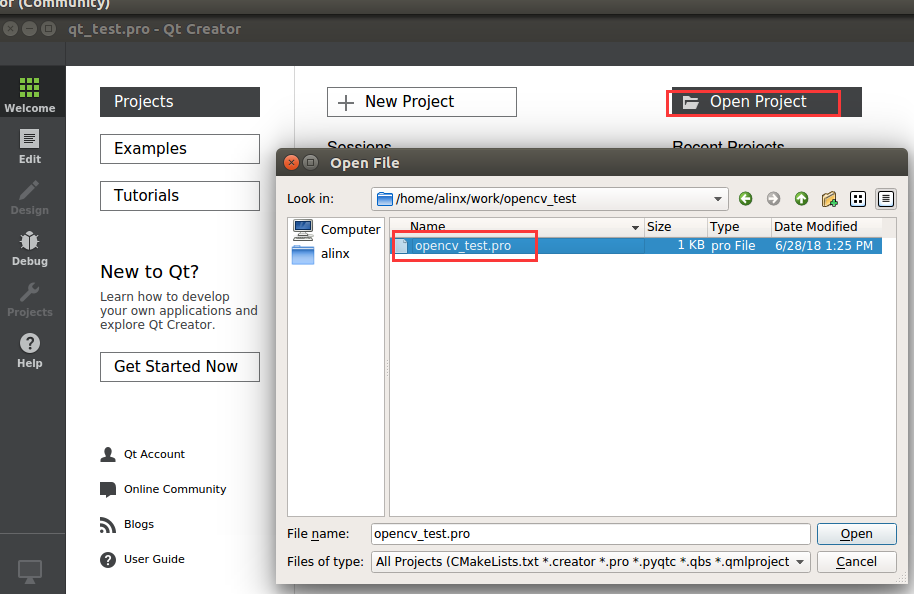 or (Community)
qt_test.pro - Qt Creator
Welcome
Edit
Design
Debug
Projects
Help
Projects
Examples
Tutorials
New to Qt?
Learn how to develop
your own applications and
explore Qt Creator.
Get Started Now
Qt Account
Online Community
Blogs
User Guide
New Project
Open Project
Sessions
Recent Projects
Open File
Look in:
/home/alinx/work/opencv_test
Computer
alinx
Name Size Type Date Modified
opencv_test.pro 1 KB pro File 6/28/18 1:25 PM
File name: opencv_test.pro Open
Files of type: All Projects (CMakeLists.txt *.creator *.pro *.pyqtc *.qbs *.qmlproject Cancel